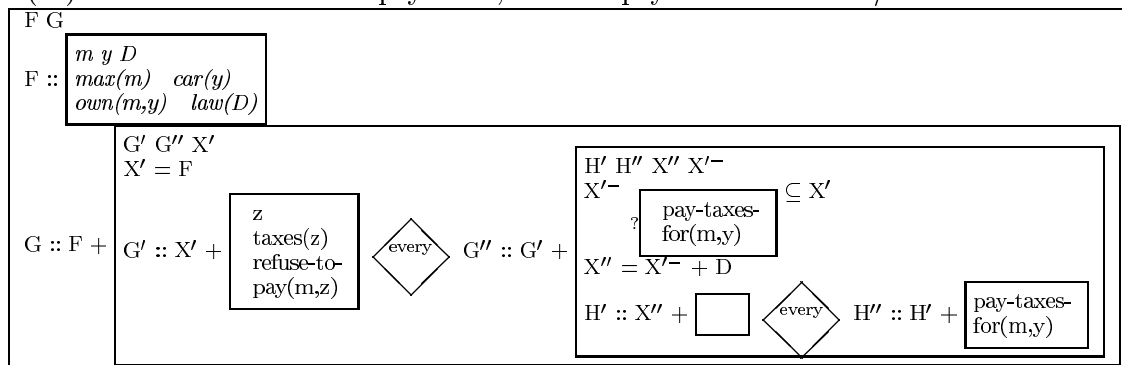 F G
F ::
m y D
max(m) car(y)
own(m,y) law(D)
G :: F +
G′ G′′ X′
X′ = F
G′ :: X′ +
z
taxes(z)
refuse-to-
pay(m,z)
every
G′′ :: G′ +
H′ H′′ X′′ X′−
X′−
?
pay-taxes-
for(m,y)
⊆ X′
X′′ = X′− + D
H′ :: X′′ +
every
H′′ :: H′ +
pay-taxes-
for(m,y)